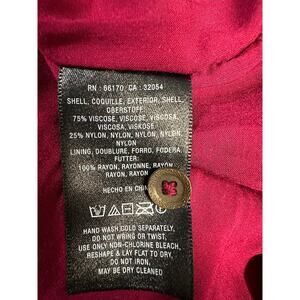 RN : 66170 , CA : 32054
SHELL, COQUILLE, EXTERIOR, SHELL,
OBERSTOFF:
75% VISCOSE, VISCOSE, VISCOSA,
VISCOSA, VISKOSE
25% NYLON, NYLON, NYLON, NYLON,
NYLON
LINING, DOUBLURE, FORRO, FODERA,
FUTTER:
100% RAYON, RAYONNE, RAYON,
RAYON, RAYON
HECHO EN CHINA
HAND WASH COLD SEPARATELY,
DO NOT WRING OR TWIST,
USE ONLY NON-CHLORINE BLEACH,
RESHAPE & LAY FLAT TO DRY,
DO NOT IRON,
MAY BE DRY CLEANED